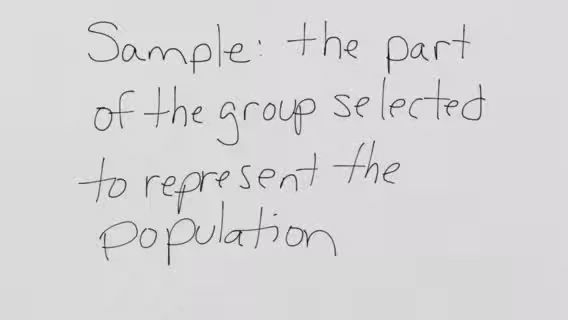 Sample: the part
of the group selected
to represent the
population